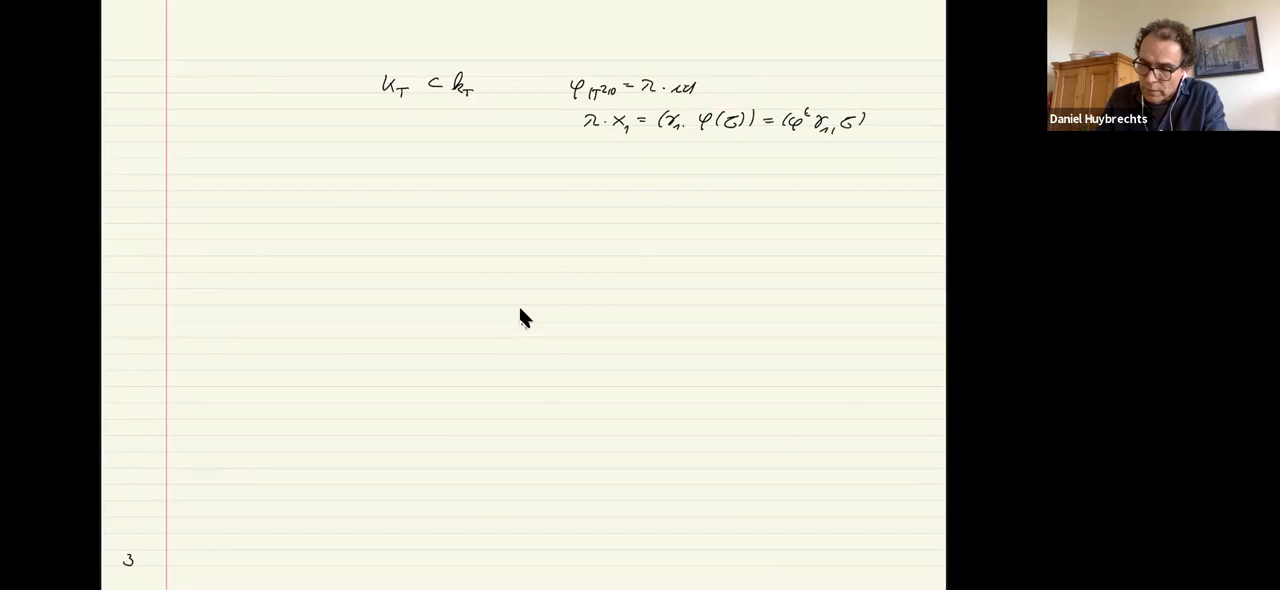 K_T ⊂ k_T φ|T^{2,0} = λ · id
λ · x_1 = (γ_1. φ(σ)) = (φ^t γ_1, σ)
3
Daniel Huybrechts